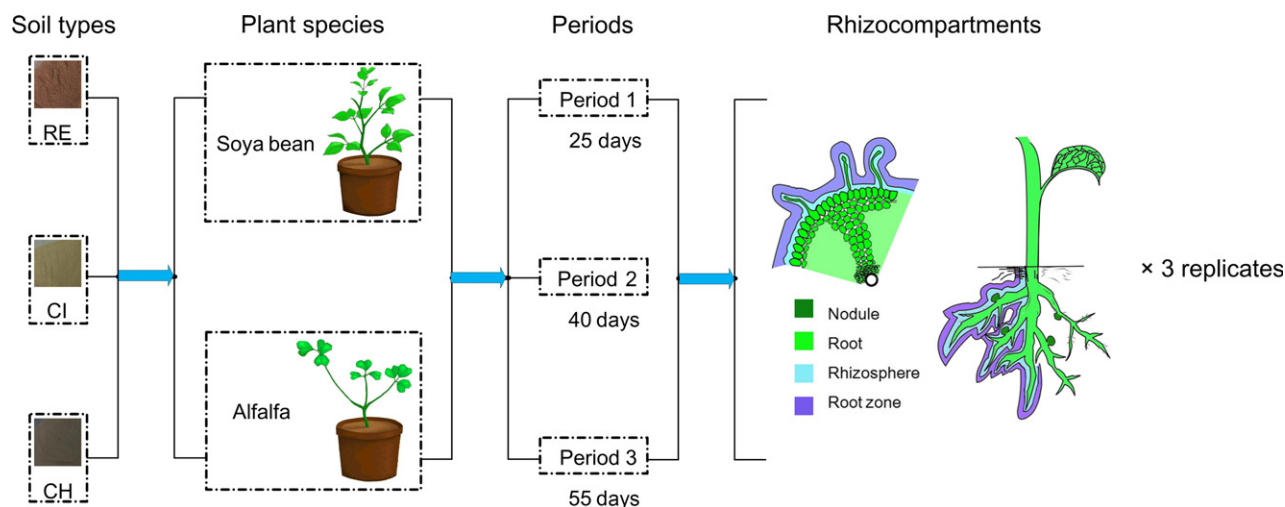 Soil types
Plant species
Periods
Rhizocompartments
RE
CI
CH
Soya bean
Alfalfa
Period 1
25 days
Period 2
40 days
Period 3
55 days
Nodule
Root
Rhizosphere
Root zone
× 3 replicates